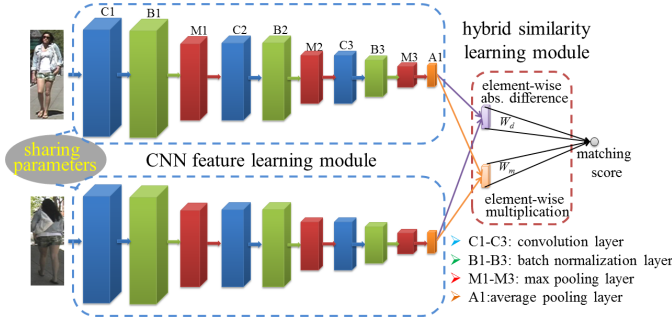 C1 B1 M1 C2 B2 M2 C3 B3 M3 A1
hybrid similarity
learning module
element-wise
abs. difference
W_d
W_m
matching
score
element-wise
multiplication
sharing
parameters
CNN feature learning module
C1-C3: convolution layer
B1-B3: batch normalization layer
M1-M3: max pooling layer
A1:average pooling layer